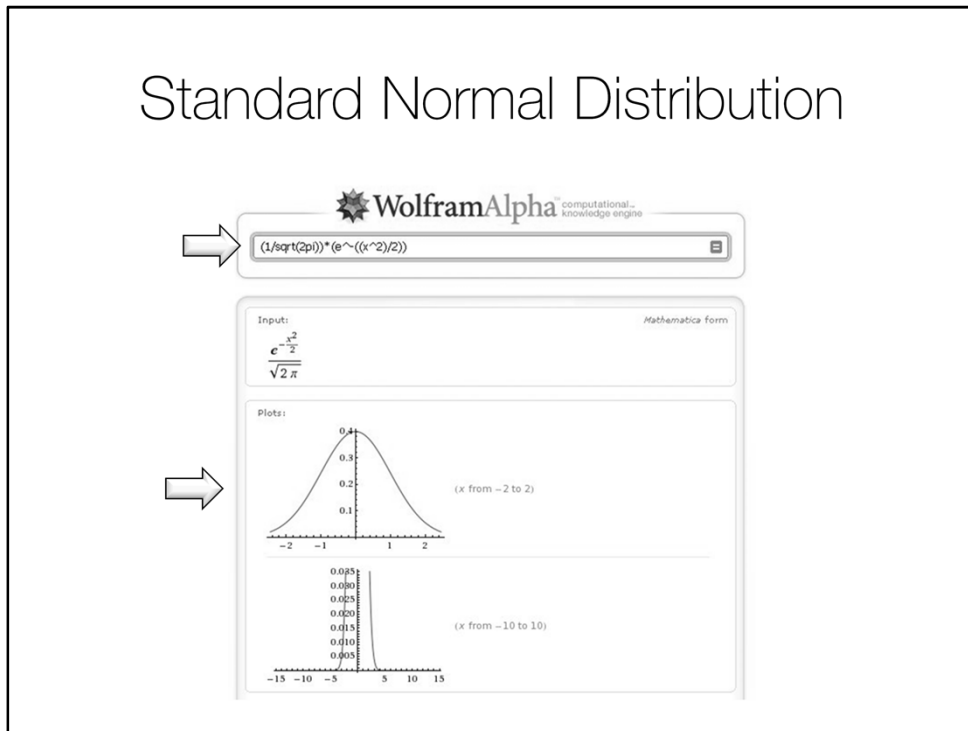 Standard Normal Distribution
WolframAlpha computational knowledge engine
(1/sqrt(2pi))*(e^-((x^2)/2))
Input:
Mathematica form
e^(-x^2/2)
√(2 π)
Plots:
0.4
0.3
0.2
0.1
-2 -1 1 2
(x from -2 to 2)
0.035
0.030
0.025
0.020
0.015
0.010
0.005
-15 -10 -5 5 10 15
(x from -10 to 10)